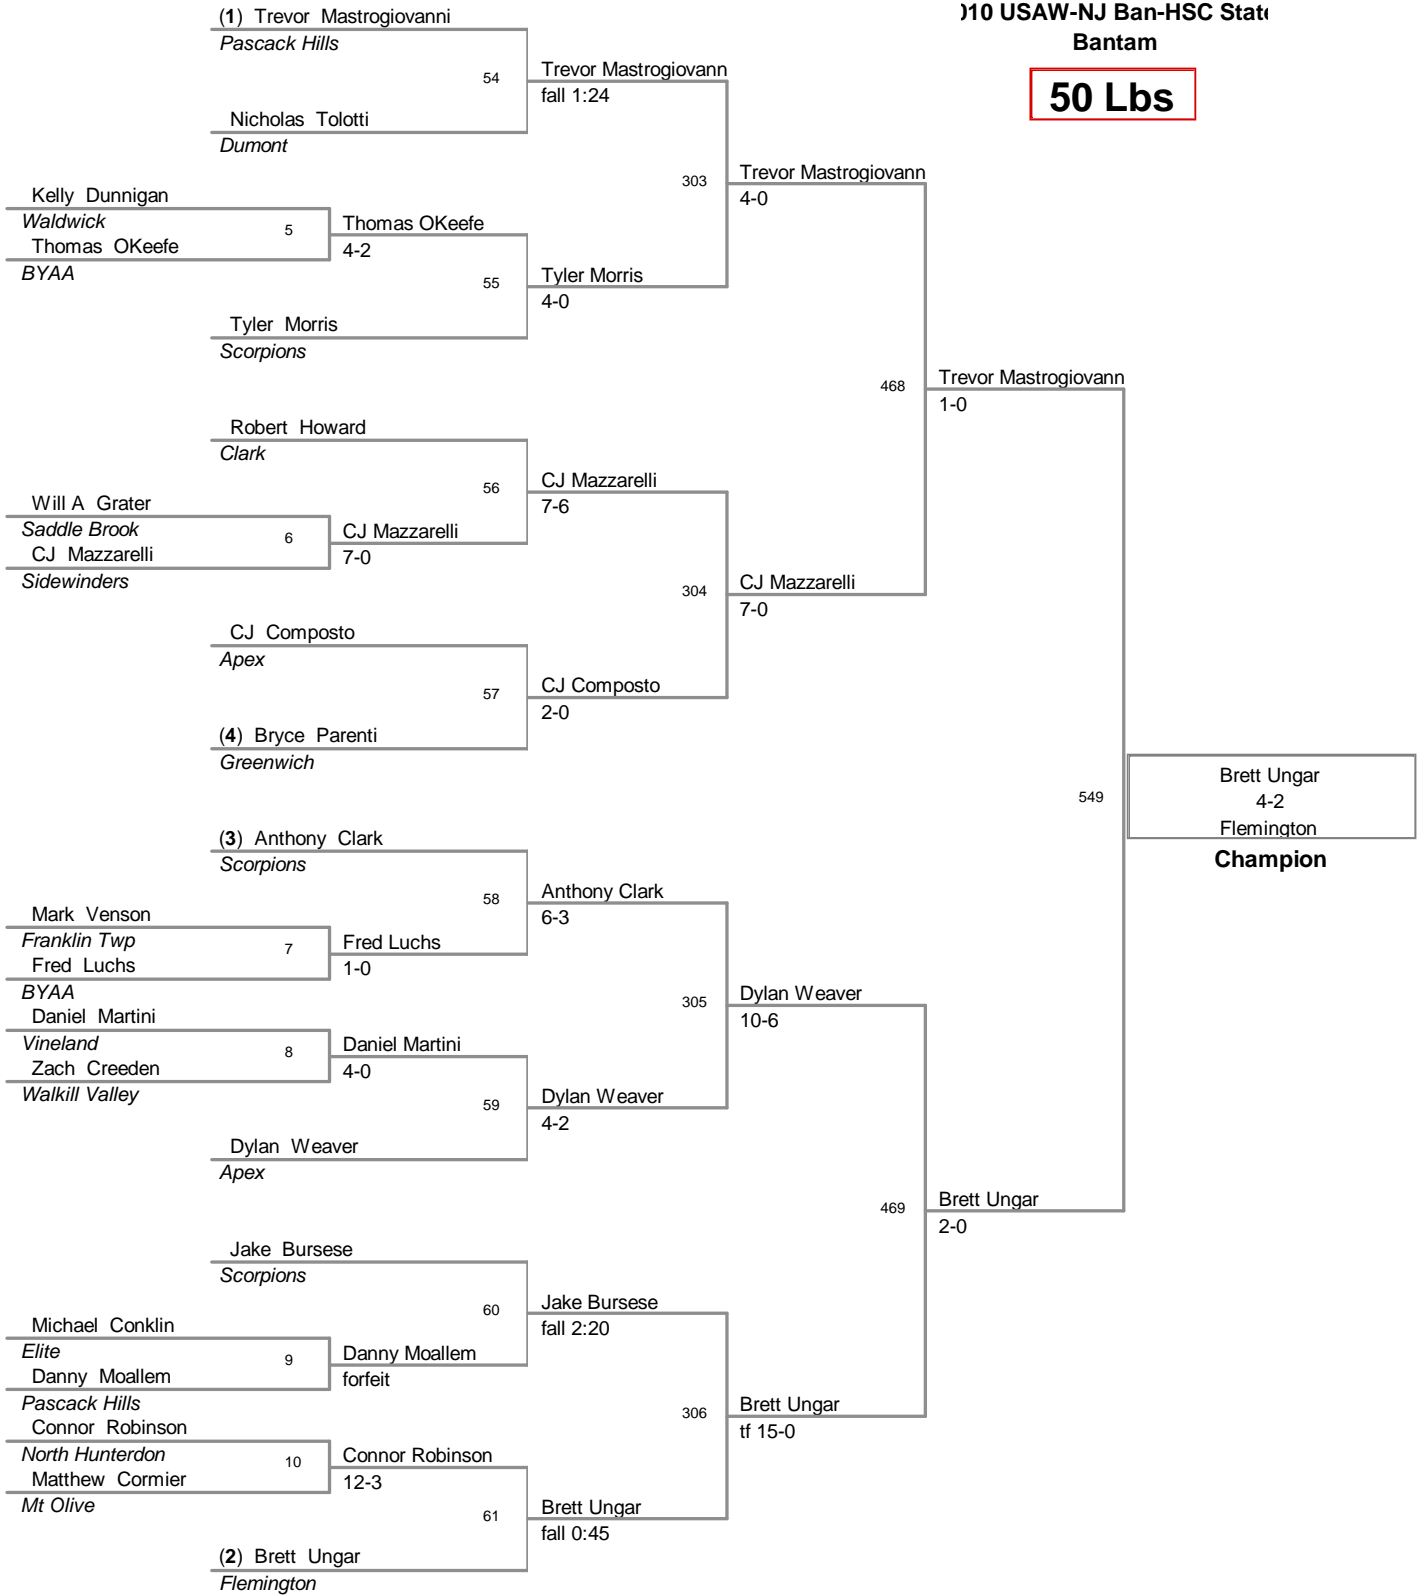 (1) Trevor Mastrogiovanni
Pascack Hills
54
Nicholas Tolotti
Dumont
Trevor Mastrogiovann
fall 1:24
10 USAW-NJ Ban-HSC State
Bantam
50 Lbs
Kelly Dunnigan
Waldwick
5
Thomas OKeefe
BYAA
Thomas OKeefe
4-2
55
Tyler Morris
Scorpions
Tyler Morris
4-0
303
Trevor Mastrogiovann
4-0
Robert Howard
Clark
56
Will A Grater
Saddle Brook
6
CJ Mazzarelli
Sidewinders
CJ Mazzarelli
7-0
CJ Mazzarelli
7-6
304
CJ Composto
Apex
57
(4) Bryce Parenti
Greenwich
CJ Composto
2-0
CJ Mazzarelli
7-0
468
Trevor Mastrogiovann
1-0
549
Brett Ungar
4-2
Flemington
Champion
(3) Anthony Clark
Scorpions
58
Mark Venson
Franklin Twp
7
Fred Luchs
BYAA
Fred Luchs
1-0
Anthony Clark
6-3
305
Daniel Martini
Vineland
8
Zach Creeden
Walkill Valley
Daniel Martini
4-0
59
Dylan Weaver
Apex
Dylan Weaver
4-2
Dylan Weaver
10-6
469
Brett Ungar
2-0
Jake Bursese
Scorpions
60
Michael Conklin
Elite
9
Danny Moallem
Pascack Hills
Danny Moallem
forfeit
Jake Bursese
fall 2:20
306
Brett Ungar
tf 15-0
Connor Robinson
North Hunterdon
10
Matthew Cormier
Mt Olive
Connor Robinson
12-3
61
(2) Brett Ungar
Flemington
Brett Ungar
fall 0:45